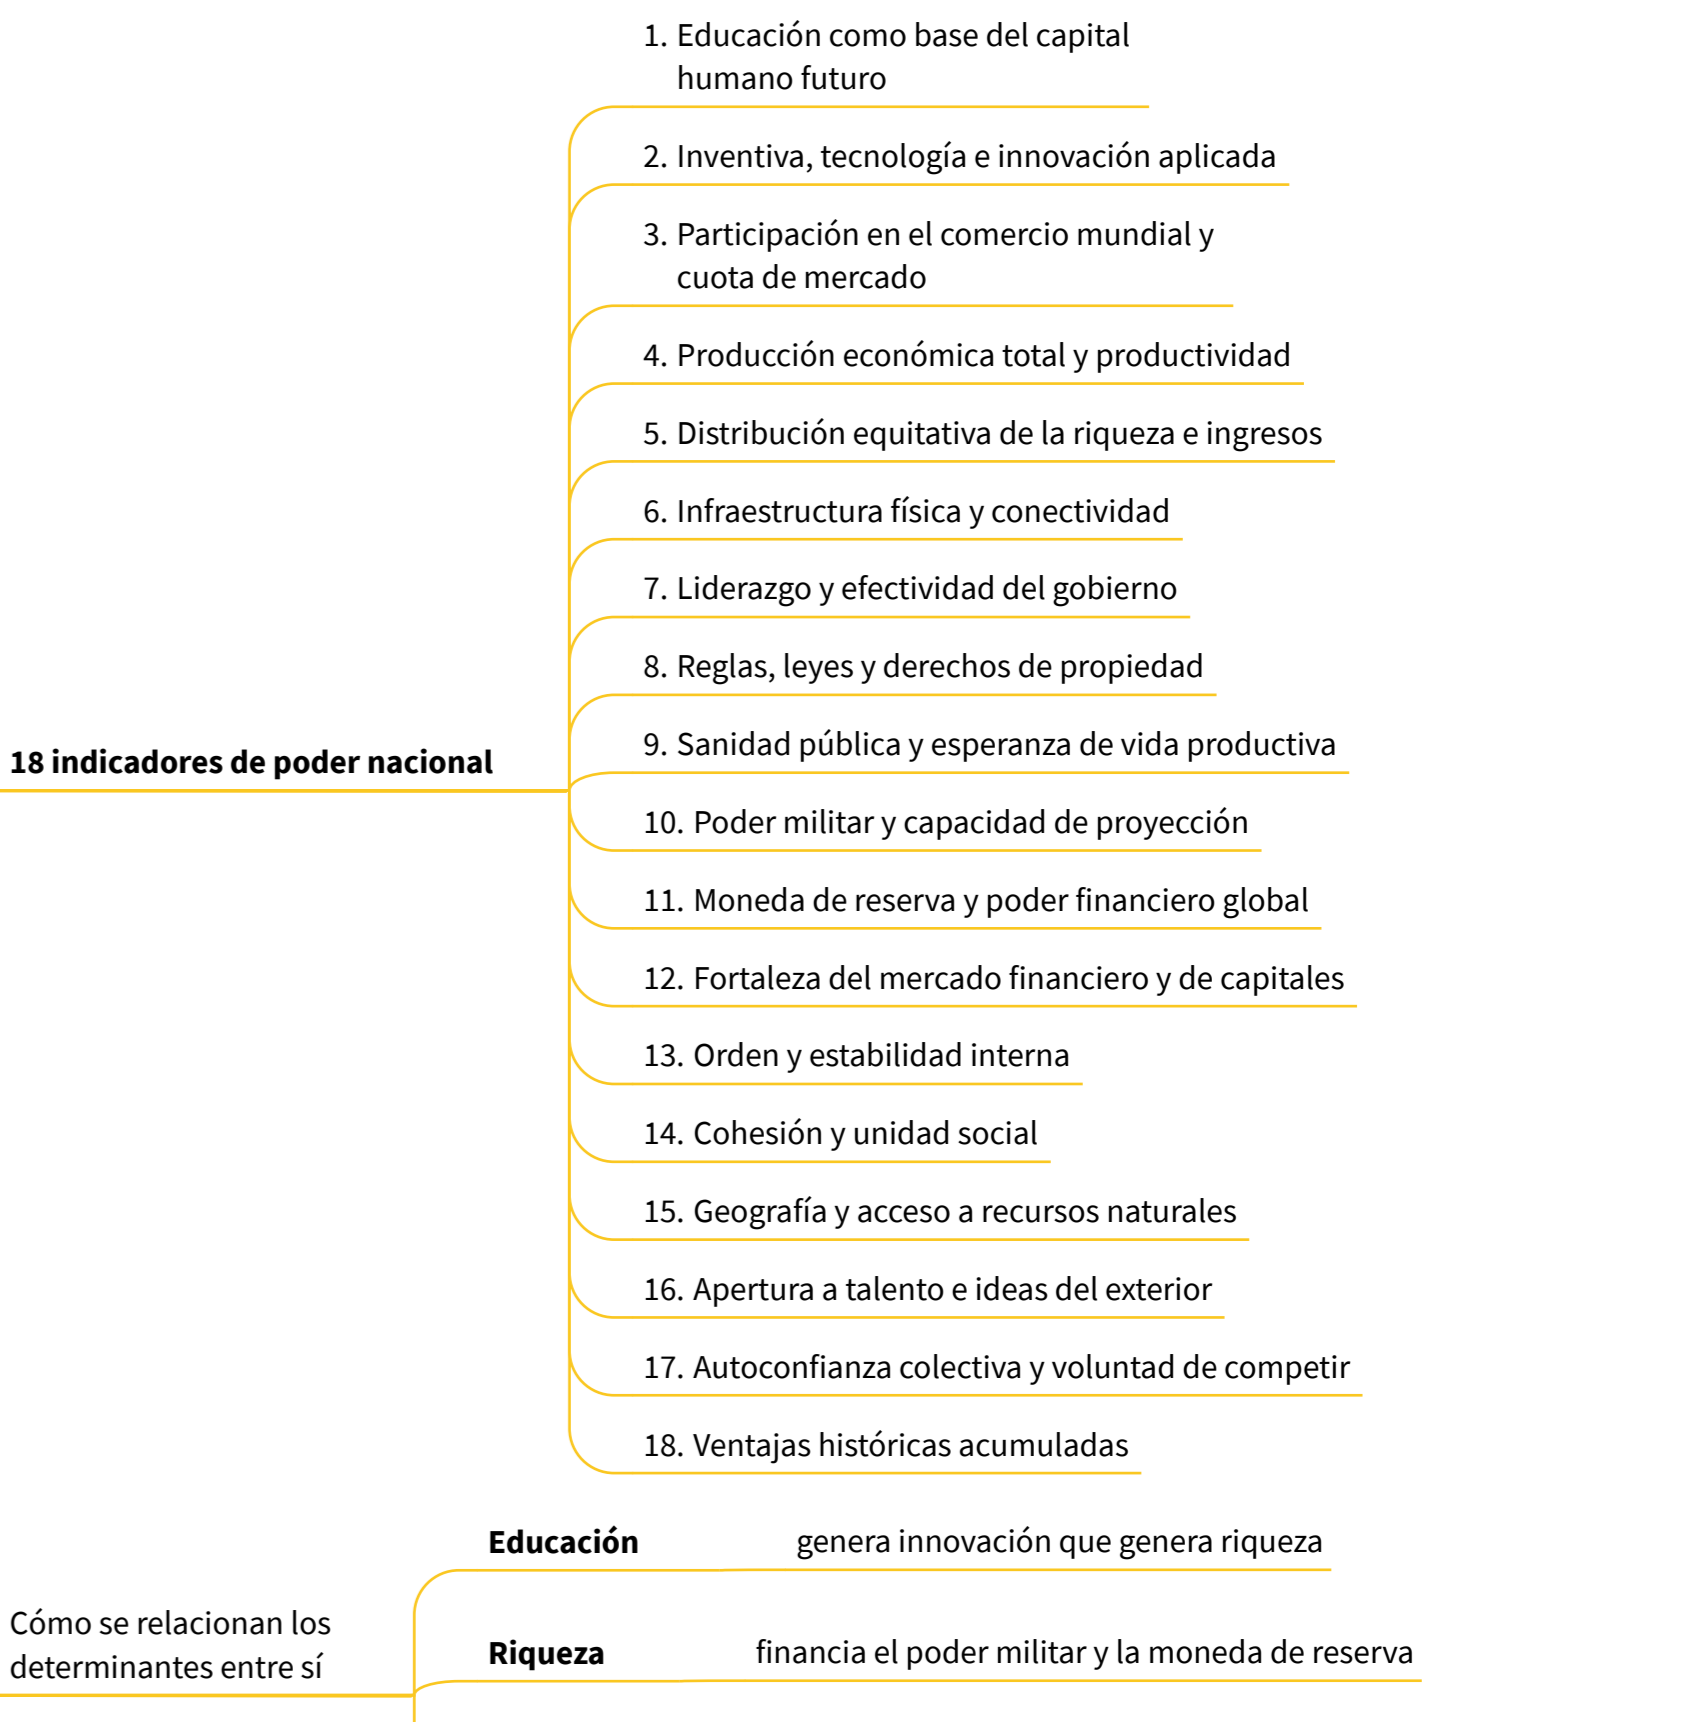 1. Educación como base del capital
humano futuro
2. Inventiva, tecnología e innovación aplicada
3. Participación en el comercio mundial y
cuota de mercado
4. Producción económica total y productividad
5. Distribución equitativa de la riqueza e ingresos
6. Infraestructura física y conectividad
7. Liderazgo y efectividad del gobierno
8. Reglas, leyes y derechos de propiedad
18 indicadores de poder nacional
9. Sanidad pública y esperanza de vida productiva
10. Poder militar y capacidad de proyección
11. Moneda de reserva y poder financiero global
12. Fortaleza del mercado financiero y de capitales
13. Orden y estabilidad interna
14. Cohesión y unidad social
15. Geografía y acceso a recursos naturales
16. Apertura a talento e ideas del exterior
17. Autoconfianza colectiva y voluntad de competir
18. Ventajas históricas acumuladas
Cómo se relacionan los
determinantes entre sí
Educación genera innovación que genera riqueza
Riqueza financia el poder militar y la moneda de reserva